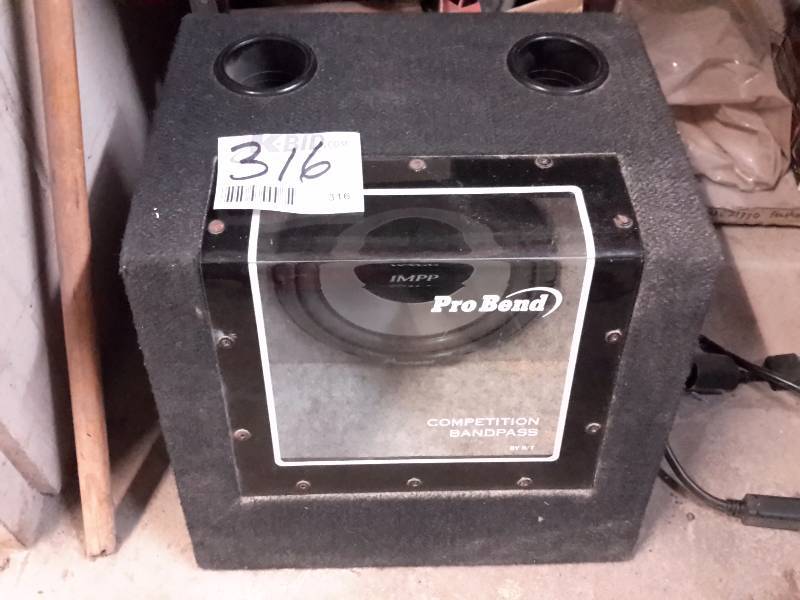 K-BID.COM
316
316
IMPP
Pro Bend
COMPETITION
BANDPASS